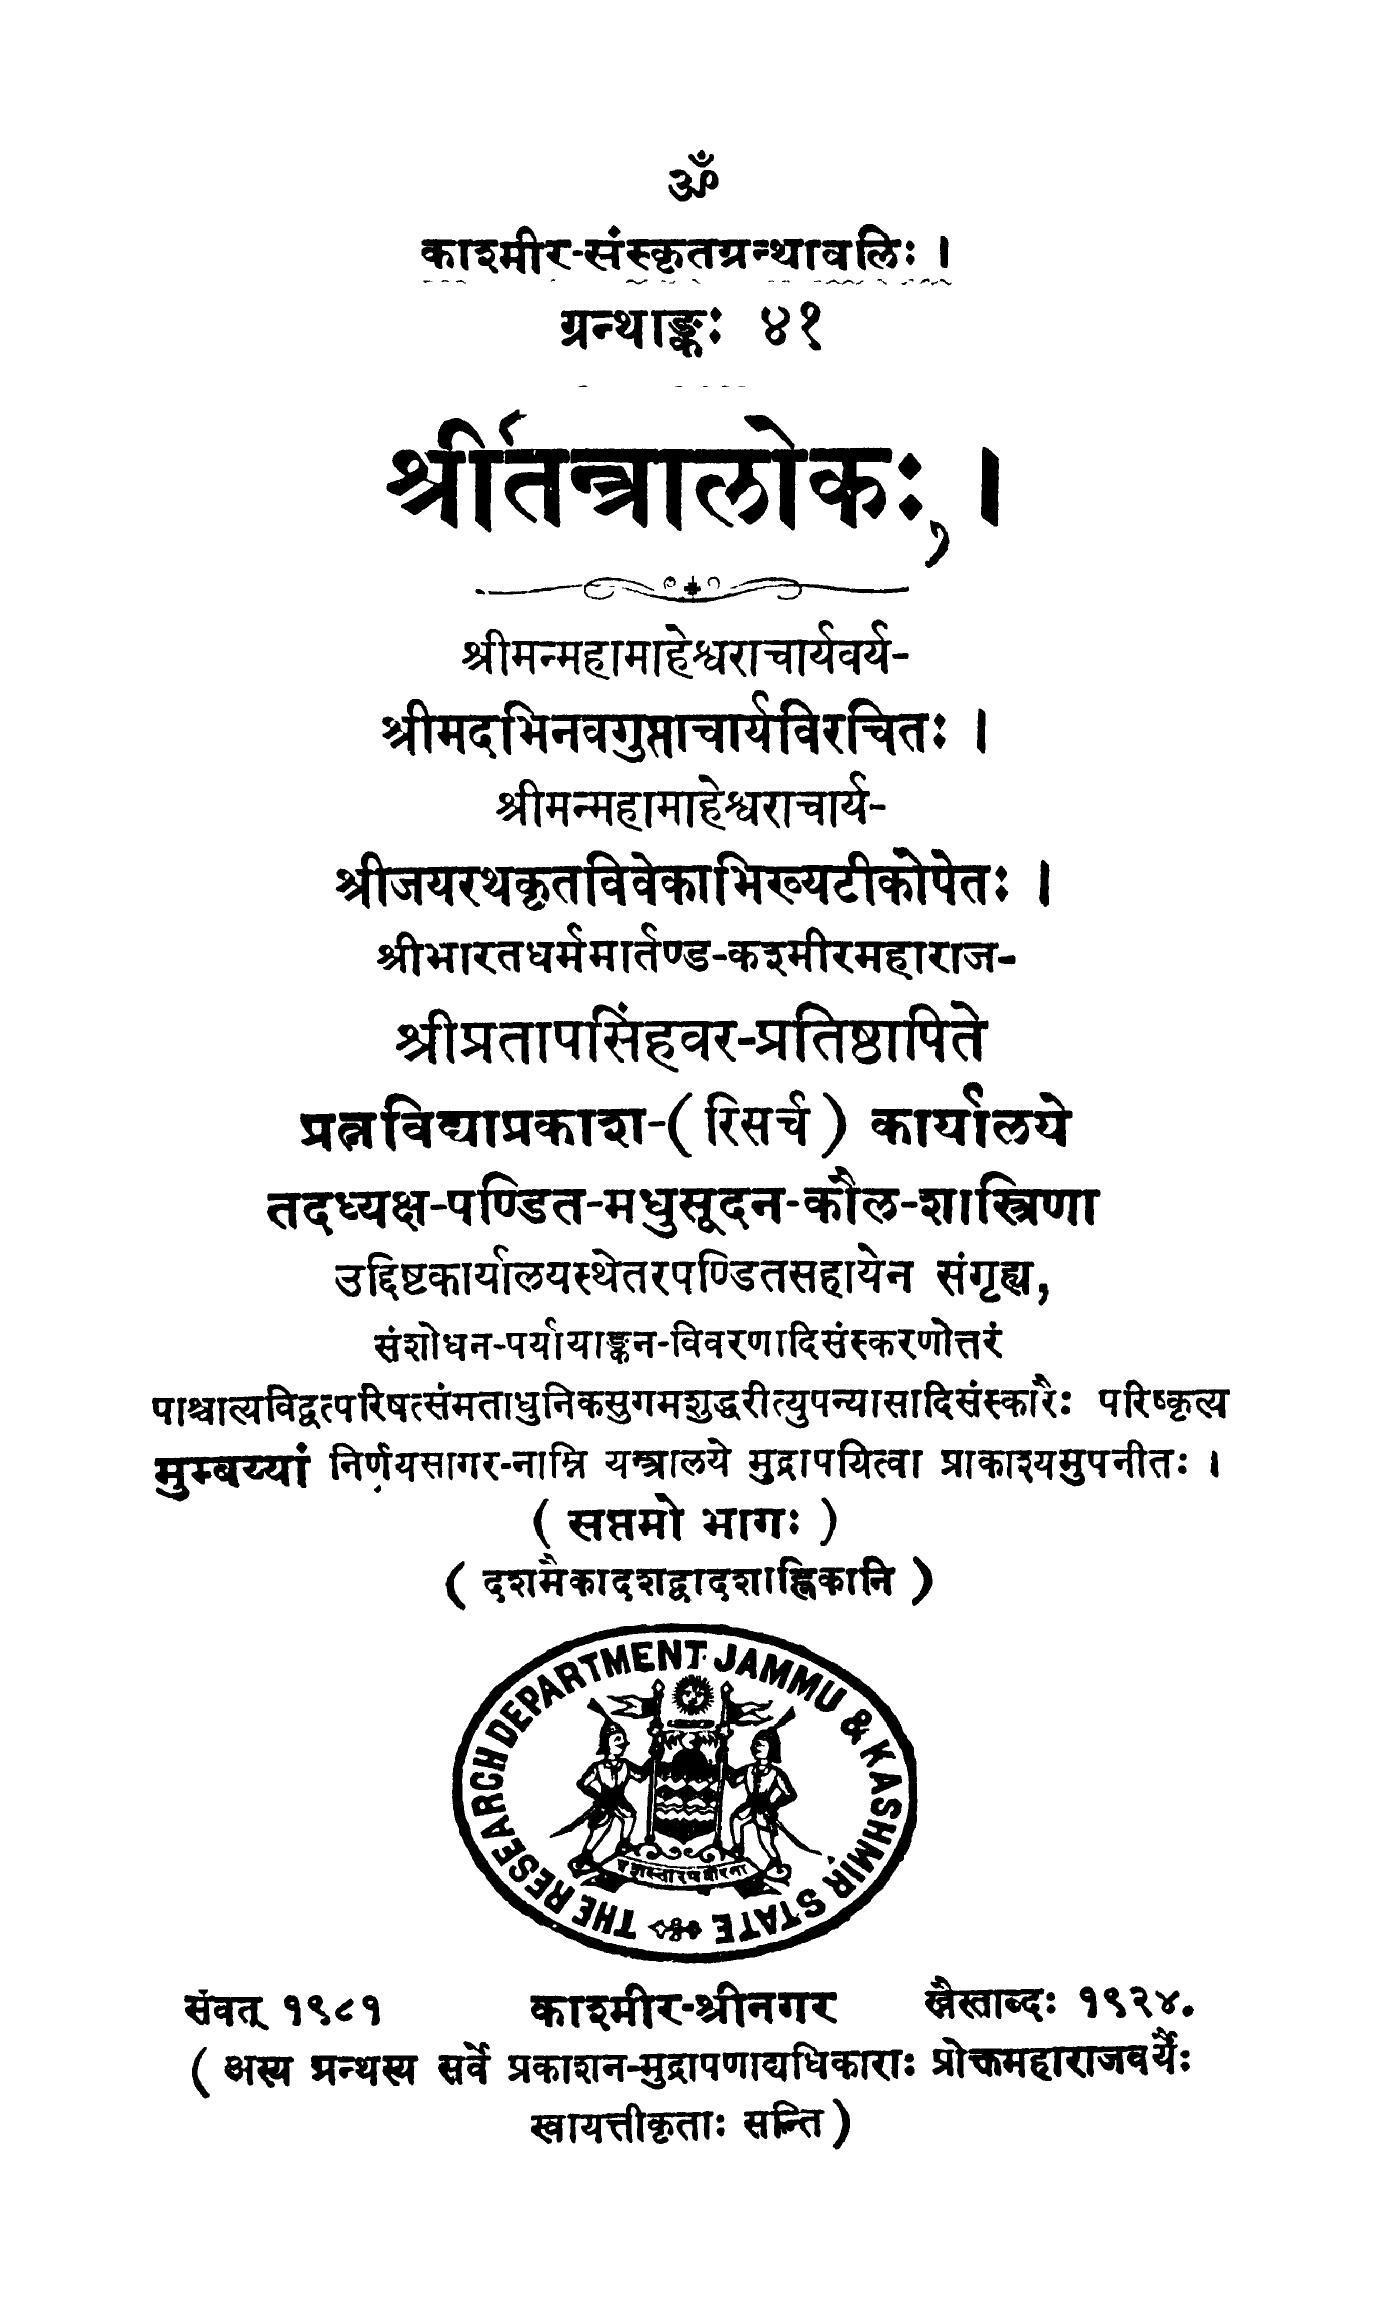 ॐ
काश्मीर-संस्कृतग्रन्थावलिः ।
ग्रन्थाङ्कः ४१
श्रीतन्त्रालोकः ।
श्रीमन्महामाहेश्वराचार्यवर्य-
श्रीमदभिनवगुप्ताचार्यविरचितः ।
श्रीमन्महामाहेश्वराचार्य-
श्रीजयरथकृतविवेकाभिख्यटीकोपेतः ।
श्रीभारतधर्ममार्तण्ड-कश्मीरमहाराज-
श्रीप्रतापसिंहवर-प्रतिष्ठापिते
प्रत्नविद्याप्रकाश-( रिसर्च ) कार्यालये
तदध्यक्ष-पण्डित-मधुसूदन-कौल-शास्त्रिणा
उद्दिष्टकार्यालयस्थेतरपण्डितसहायेन संगृह्य,
संशोधन-पर्यायाङ्कन-विवरणादिसंस्करणोत्तरं
पाश्चात्यविद्वत्परिषत्संमताधुनिकसुगमशुद्धरीत्युपन्यासादिसंस्कारैः परिष्कृत्य
मुम्बय्यां निर्णयसागर-नाम्नि यन्त्रालये मुद्रापयित्वा प्राकाश्यमुपनीतः ।
( सप्तमो भागः )
( दशमैकादशद्वादशाह्निकानि )
THE RESEARCH DEPARTMENT JAMMU & KASHMIR STATE
संवत् १९८१ काश्मीर-श्रीनगर ख्रैस्ताब्दः १९२४.
( अस्य ग्रन्थस्य सर्वे प्रकाशन-मुद्रापणाद्यधिकाराः प्रोक्तमहाराजवर्यैः
स्वायत्तीकृताः सन्ति )